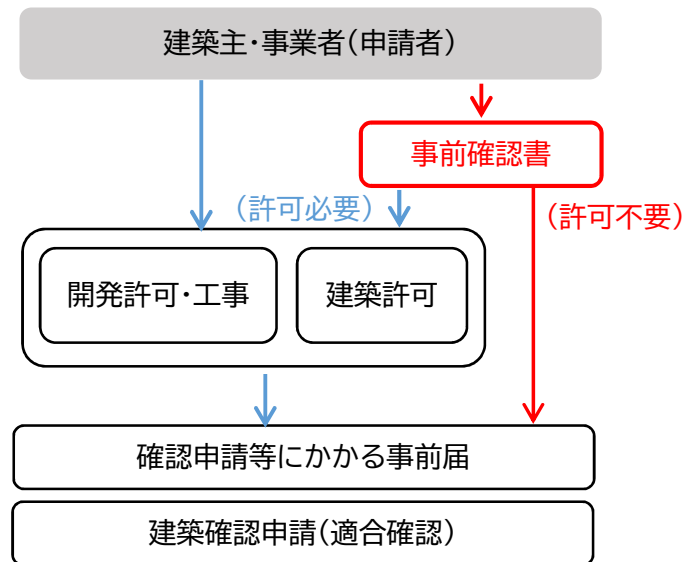 建築主・事業者(申請者)
事前確認書
(許可必要)
(許可不要)
開発許可・工事
建築許可
確認申請等にかかる事前届
建築確認申請(適合確認)